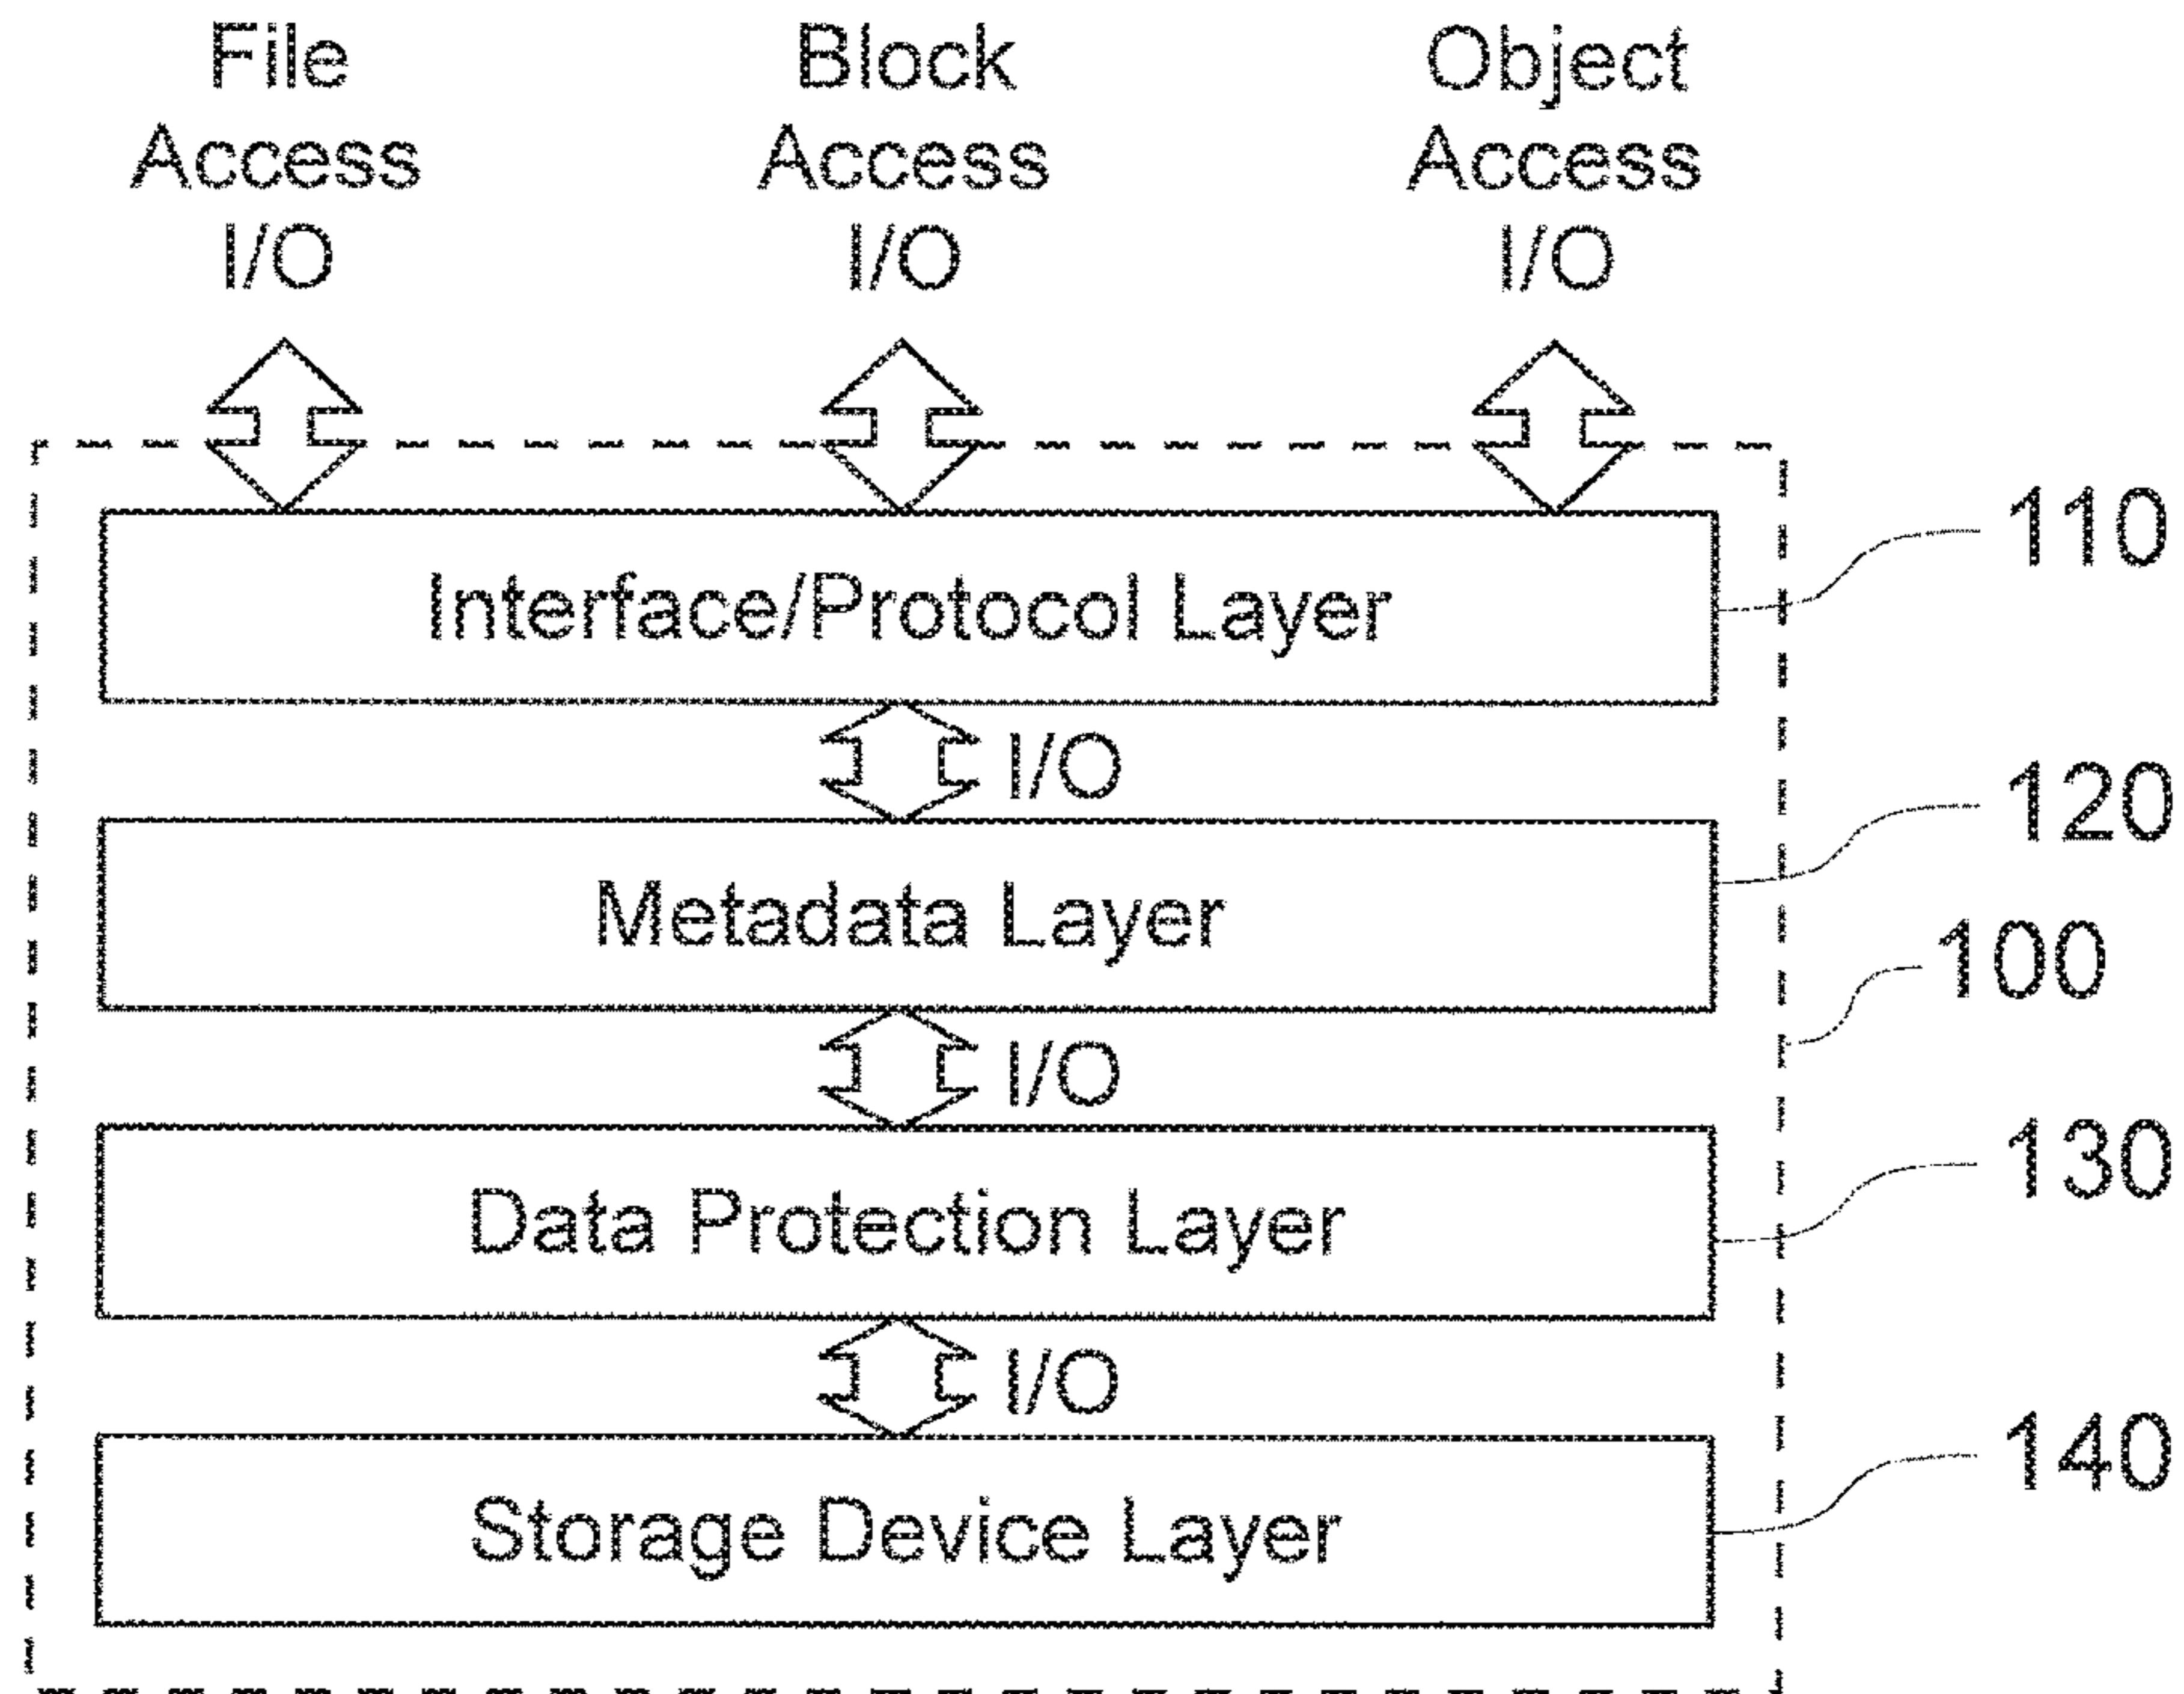 File
Access
I/O
Block
Access
I/O
Object
Access
I/O
Interface/Protocol Layer
110
I/O
Metadata Layer
120
100
I/O
Data Protection Layer
130
I/O
Storage Device Layer
140